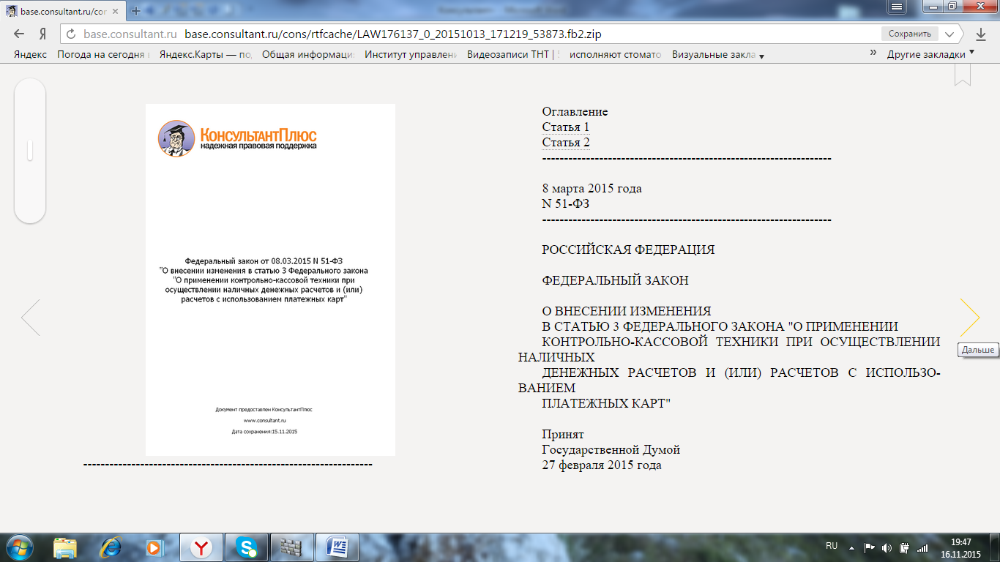 base.consultant.ru/cor
base.consultant.ru base.consultant.ru/cons/rtfcache/LAW176137_0_20151013_171219_53873.fb2.zip
Сохранить
Яндекс Погода на сегодня Яндекс.Карты — по Общая информаци Институт управлен Видеозаписи ТНТ | исполняют стомато Визуальные закла » Другие закладки
КонсультантПлюс
надежная правовая поддержка
Федеральный закон от 08.03.2015 N 51-ФЗ
"О внесении изменения в статью 3 Федерального закона
"О применении контрольно-кассовой техники при
осуществлении наличных денежных расчетов и (или)
расчетов с использованием платежных карт"
Документ предоставлен КонсультантПлюс
www.consultant.ru
Дата сохранения:15.11.2015
-----------------------------------------------------------------
Оглавление
Статья 1
Статья 2
-----------------------------------------------------------------
8 марта 2015 года
N 51-ФЗ
-----------------------------------------------------------------
РОССИЙСКАЯ ФЕДЕРАЦИЯ
ФЕДЕРАЛЬНЫЙ ЗАКОН
О ВНЕСЕНИИ ИЗМЕНЕНИЯ
В СТАТЬЮ 3 ФЕДЕРАЛЬНОГО ЗАКОНА "О ПРИМЕНЕНИИ
КОНТРОЛЬНО-КАССОВОЙ ТЕХНИКИ ПРИ ОСУЩЕСТВЛЕНИИ
НАЛИЧНЫХ
ДЕНЕЖНЫХ РАСЧЕТОВ И (ИЛИ) РАСЧЕТОВ С ИСПОЛЬЗО-
ВАНИЕМ
ПЛАТЕЖНЫХ КАРТ"
Принят
Государственной Думой
27 февраля 2015 года
Дальше
RU
19:47
16.11.2015